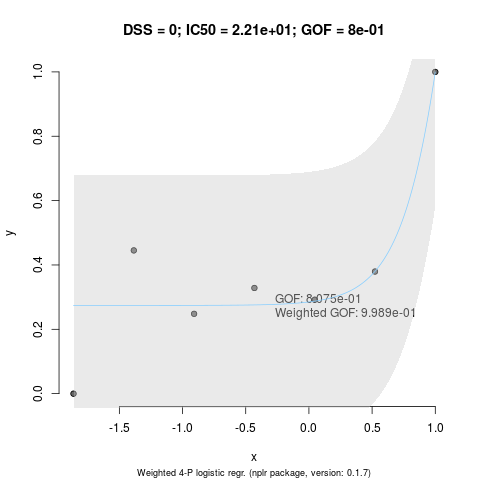 DSS = 0; IC50 = 2.21e+01; GOF = 8e-01
1.0
0.8
0.6
0.4
0.2
0.0
y
GOF: 8.075e-01
Weighted GOF: 9.989e-01
-1.5 -1.0 -0.5 0.0 0.5 1.0
x
Weighted 4-P logistic regr. (nplr package, version: 0.1.7)